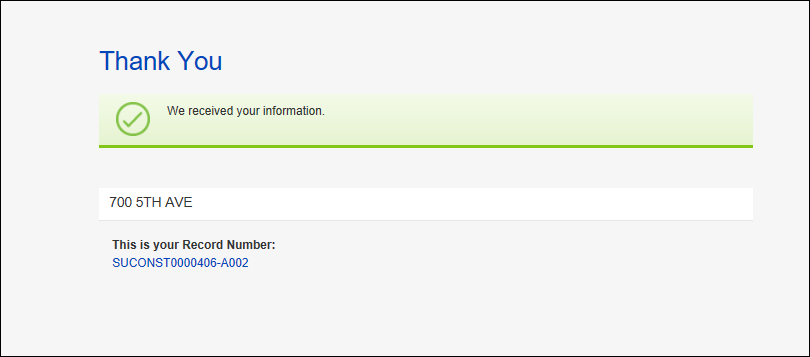 Thank You
We received your information.
700 5TH AVE
This is your Record Number:
SUCONST0000406-A002